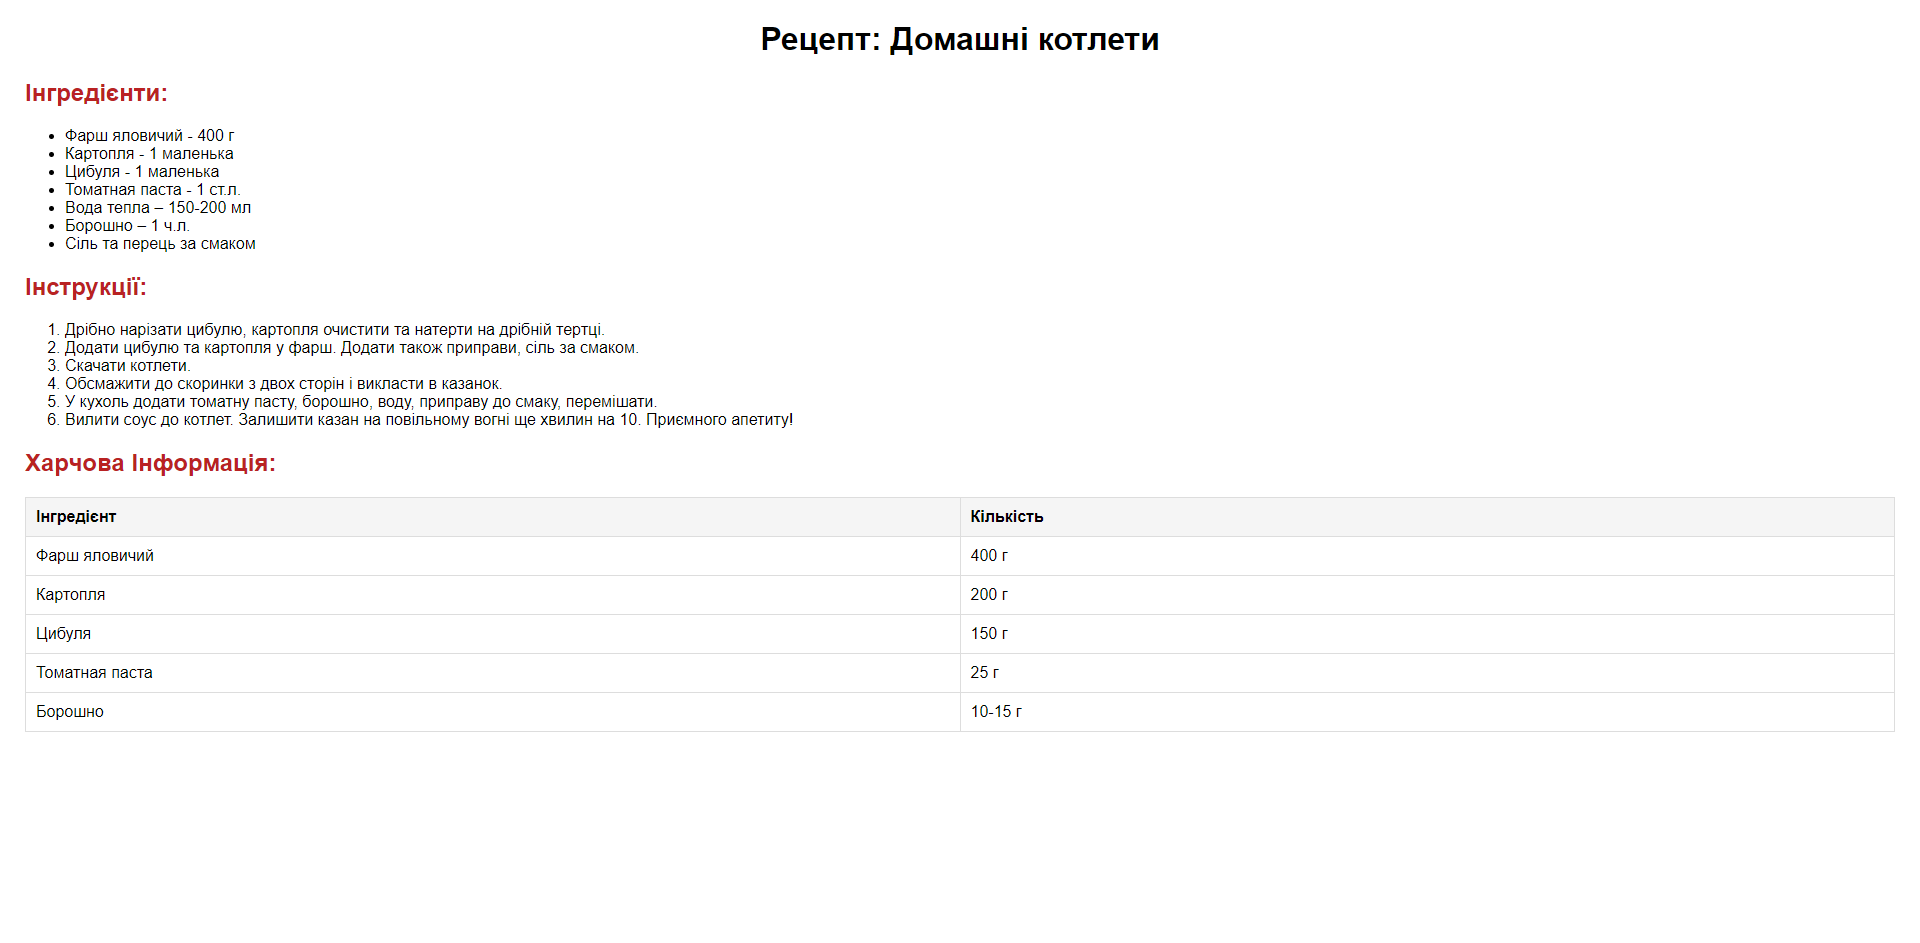 Рецепт: Домашні котлети
Інгредієнти:
• Фарш яловичий - 400 г
• Картопля - 1 маленька
• Цибуля - 1 маленька
• Томатная паста - 1 ст.л.
• Вода тепла – 150-200 мл
• Борошно – 1 ч.л.
• Сіль та перець за смаком
Інструкції:
1. Дрібно нарізати цибулю, картопля очистити та натерти на дрібній тертці.
2. Додати цибулю та картопля у фарш. Додати також приправи, сіль за смаком.
3. Скачати котлети.
4. Обсмажити до скоринки з двох сторін і викласти в казанок.
5. У кухоль додати томатну пасту, борошно, воду, приправу до смаку, перемішати.
6. Вилити соус до котлет. Залишити казан на повільному вогні ще хвилин на 10. Приємного апетиту!
Харчова Інформація:
Інгредієнт Кількість
Фарш яловичий 400 г
Картопля 200 г
Цибуля 150 г
Томатная паста 25 г
Борошно 10-15 г